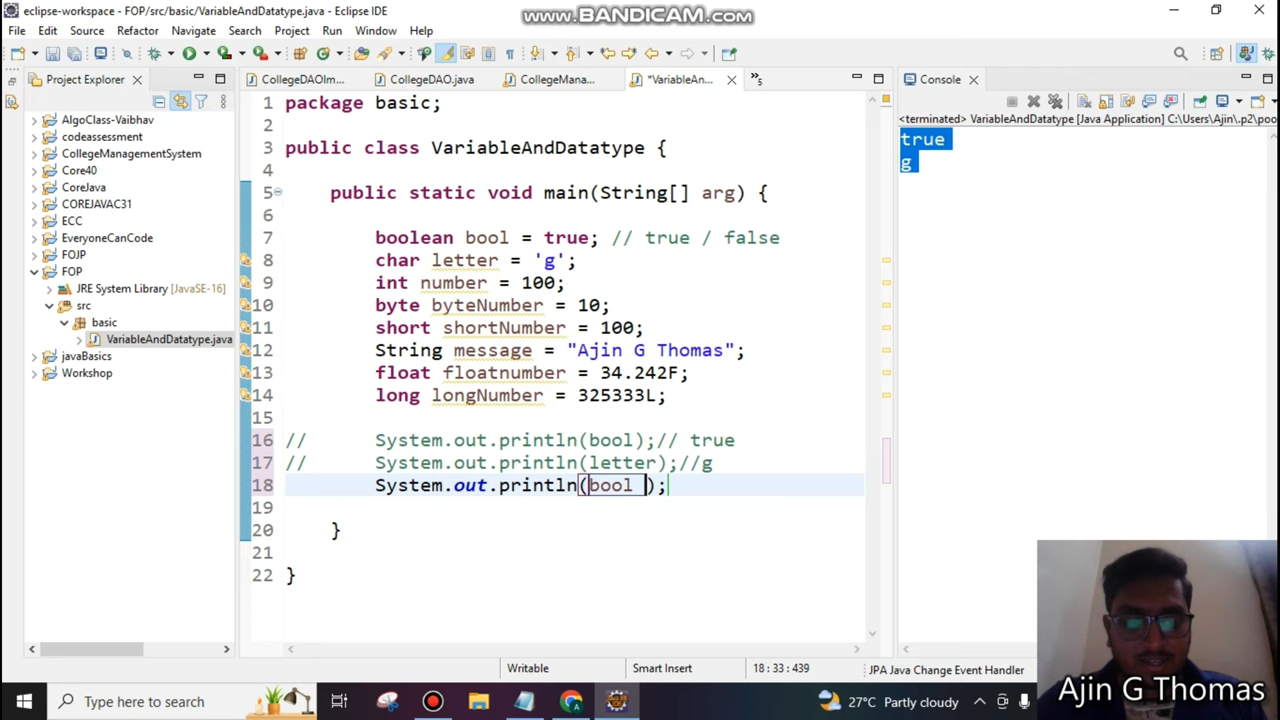 eclipse-workspace - FOP/src/basic/VariableAndDatatype.java - Eclipse IDE
www.BANDICAM.com
File Edit Source Refactor Navigate Search Project Run Window Help
Project Explorer
CollegeDAOIm...
CollegeDAO.java
CollegeMana...
*VariableAn...
»5
Console
<terminated> VariableAndDatatype [Java Application] C:\Users\Ajin\.p2\poo
true
g
AlgoClass-Vaibhav
codeassessment
CollegeManagementSystem
Core40
CoreJava
COREJAVAC31
ECC
EveryoneCanCode
FOJP
FOP
JRE System Library [JavaSE-16]
src
basic
VariableAndDatatype.java
javaBasics
Workshop
1 package basic;
2
3 public class VariableAndDatatype {
4
5 public static void main(String[] arg) {
6
7 boolean bool = true; // true / false
8 char letter = 'g';
9 int number = 100;
10 byte byteNumber = 10;
11 short shortNumber = 100;
12 String message = "Ajin G Thomas";
13 float floatnumber = 34.242F;
14 long longNumber = 325333L;
15
16 // System.out.println(bool);// true
17 // System.out.println(letter);//g
18 System.out.println(bool );
19
20 }
21
22 }
Writable
Smart Insert
18 : 33 : 439
JPA Java Change Event Handler
Type here to search
27°C Partly cloudy
Ajin G Thomas